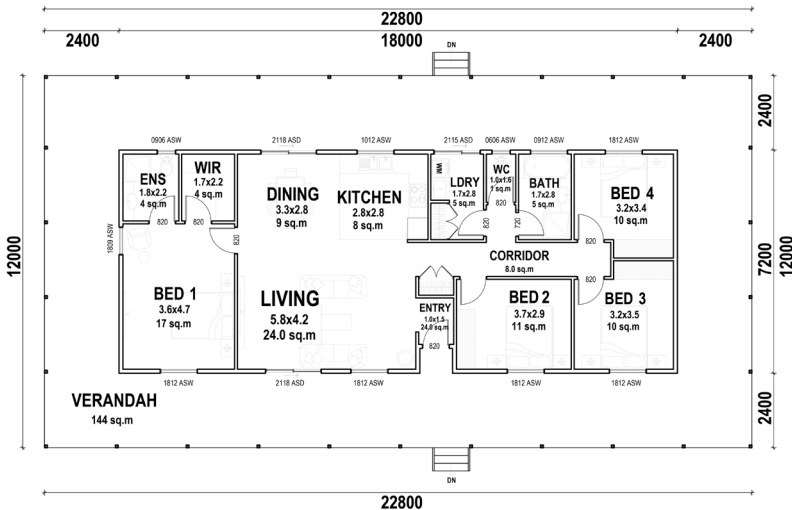 22800
2400 18000 2400
DN
12000
2400
7200
2400
12000
0906 ASW
2118 ASD
1012 ASW
2115 ASD
0606 ASW
0912 ASW
1812 ASW
ENS
1.8x2.2
4 sq.m
WIR
1.7x2.2
4 sq.m
820
820
820
1809 ASW
DINING
3.3x2.8
9 sq.m
KITCHEN
2.8x2.8
8 sq.m
WM
LDRY
1.7x2.8
5 sq.m
820
WC
1.0x1.6
1 sq.m
820
720
BATH
1.7x2.8
5 sq.m
BED 4
3.2x3.4
10 sq.m
820
CORRIDOR
8.0 sq.m
820
BED 1
3.6x4.7
17 sq.m
LIVING
5.8x4.2
24.0 sq.m
ENTRY
1.0x1.5
24.0 sq.m
820
BED 2
3.7x2.9
11 sq.m
BED 3
3.2x3.5
10 sq.m
1812 ASW
2118 ASD
1812 ASW
1812 ASW
1812 ASW
VERANDAH
144 sq.m
DN
22800